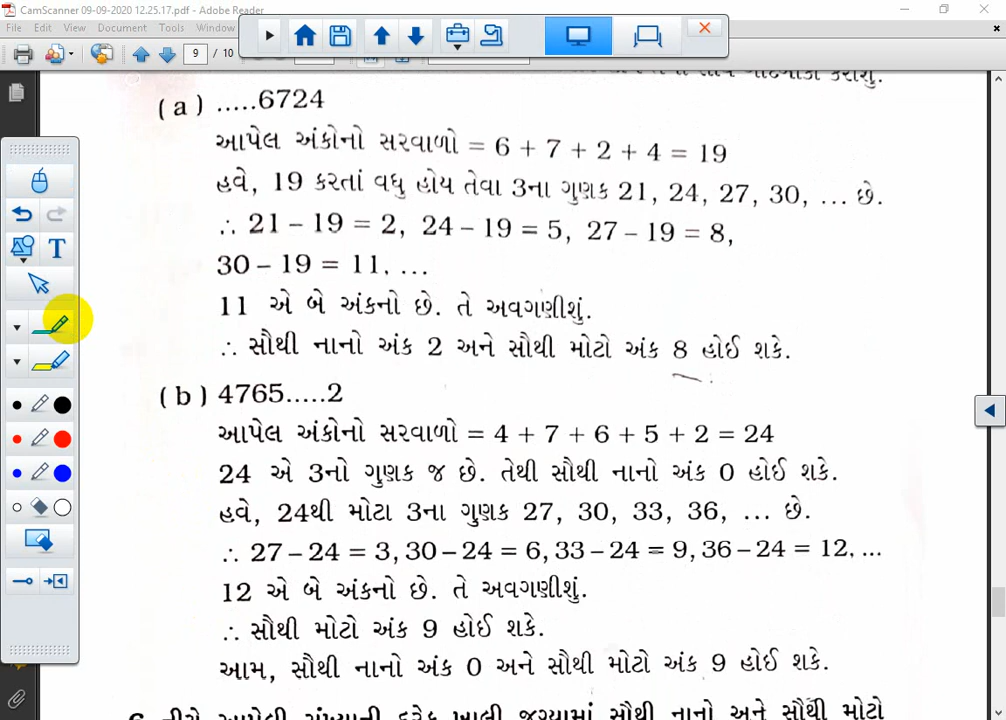 CamScanner 09-09-2020 12.25.17.pdf - Adobe Reader
File Edit View Document Tools Window
9 / 10
(a) .....6724
આપેલ અંકોનો સરવાળો = 6 + 7 + 2 + 4 = 19
હવે, 19 કરતાં વધુ હોય તેવા 3ના ગુણક 21, 24, 27, 30, ... છે.
∴ 21 – 19 = 2, 24 – 19 = 5, 27 – 19 = 8,
30 – 19 = 11, ...
11 એ બે અંકનો છે. તે અવગણીશું.
∴ સૌથી નાનો અંક 2 અને સૌથી મોટો અંક 8 હોઈ શકે.
(b) 4765.....2
આપેલ અંકોનો સરવાળો = 4 + 7 + 6 + 5 + 2 = 24
24 એ 3નો ગુણક જ છે. તેથી સૌથી નાનો અંક 0 હોઈ શકે.
હવે, 24થી મોટા 3ના ગુણક 27, 30, 33, 36, ... છે.
∴ 27 – 24 = 3, 30 – 24 = 6, 33 – 24 = 9, 36 – 24 = 12, ...
12 એ બે અંકનો છે. તે અવગણીશું.
∴ સૌથી મોટો અંક 9 હોઈ શકે.
આમ, સૌથી નાનો અંક 0 અને સૌથી મોટો અંક 9 હોઈ શકે.
6. નીચે આપેલી સંખ્યાની દરેક ખાલી જગ્યામાં સૌથી નાનો અને સૌથી મોટો
T